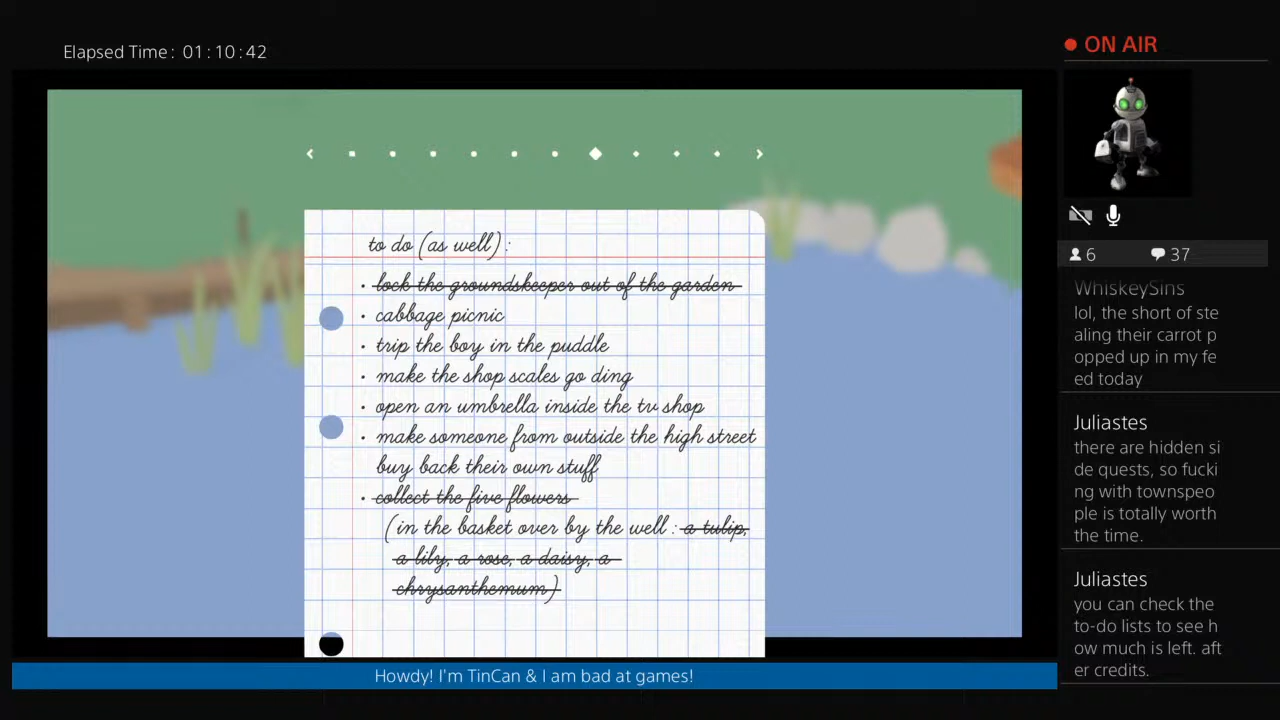 Elapsed Time: 01:10:42
ON AIR
6 37
to do (as well):
• lock the groundskeeper out of the garden
• cabbage picnic
• trip the boy in the puddle
• make the shop scales go ding
• open an umbrella inside the tv shop
• make someone from outside the high street
buy back their own stuff
• collect the five flowers
(in the basket over by the well: a tulip,
a lily, a rose, a daisy, a
chrysanthemum)
WhiskeySins
lol, the short of ste
aling their carrot p
opped up in my fe
ed today
Juliastes
there are hidden si
de quests, so fucki
ng with townspeo
ple is totally worth
the time.
Juliastes
you can check the
to-do lists to see h
ow much is left. aft
er credits.
Howdy! I'm TinCan & I am bad at games!